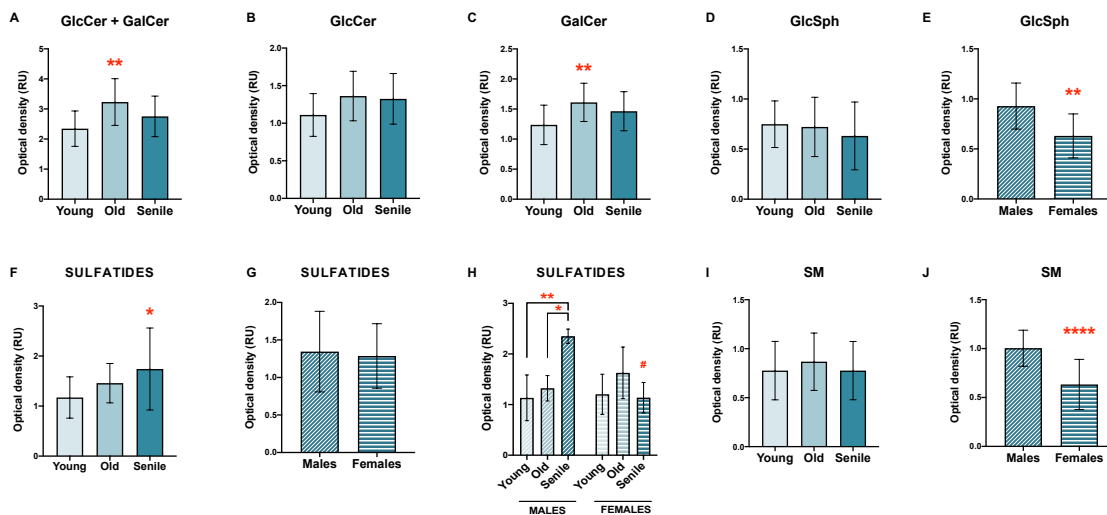 A
GlcCer + GalCer
Optical density (RU)
5
4
3
2
1
0
**
Young Old Senile
B
GlcCer
Optical density (RU)
2.0
1.5
1.0
0.5
0.0
Young Old Senile
C
GalCer
Optical density (RU)
2.5
2.0
1.5
1.0
0.5
0.0
**
Young Old Senile
D
GlcSph
Optical density (RU)
1.5
1.0
0.5
0.0
Young Old Senile
E
GlcSph
Optical density (RU)
1.5
1.0
0.5
0.0
**
Males Females
F
SULFATIDES
Optical density (RU)
3
2
1
0
*
Young Old Senile
G
SULFATIDES
Optical density (RU)
2.0
1.5
1.0
0.5
0.0
Males Females
H
SULFATIDES
Optical density (RU)
3
2
1
0
**
*
#
Young Old Senile Young Old Senile
MALES FEMALES
I
SM
Optical density (RU)
1.5
1.0
0.5
0.0
Young Old Senile
J
SM
Optical density (RU)
1.5
1.0
0.5
0.0
****
Males Females